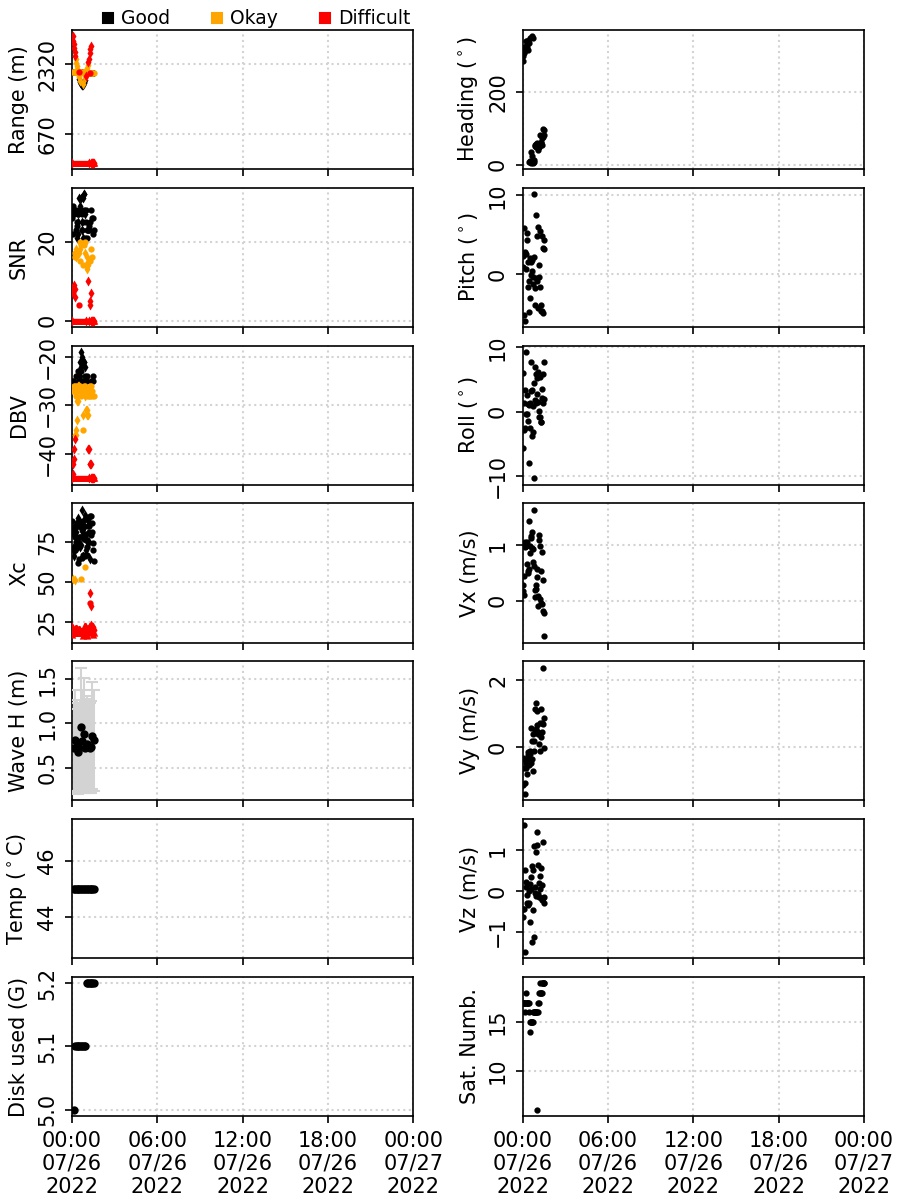 Good Okay Difficult
Range (m)
2320
670
Heading (°)
200
0
SNR
20
0
Pitch (°)
10
0
DBV
−20
−30
−40
Roll (°)
10
0
−10
Xc
75
50
25
Vx (m/s)
1
0
Wave H (m)
1.5
1.0
0.5
Vy (m/s)
2
0
Temp (°C)
46
44
Vz (m/s)
1
0
−1
Disk used (G)
5.2
5.1
5.0
Sat. Numb.
15
10
00:00 06:00 12:00 18:00 00:00
07/26 07/26 07/26 07/26 07/27
2022 2022 2022 2022 2022
00:00 06:00 12:00 18:00 00:00
07/26 07/26 07/26 07/26 07/27
2022 2022 2022 2022 2022